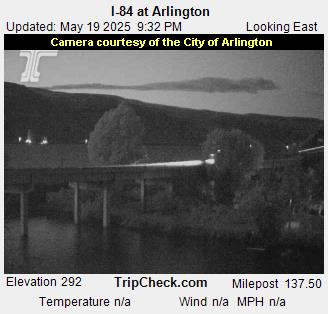 I-84 at Arlington
Updated: May 19 2025 9:32 PM Looking East
Camera courtesy of the City of Arlington
Elevation 292 TripCheck.com Milepost 137.50
Temperature n/a Wind n/a MPH n/a